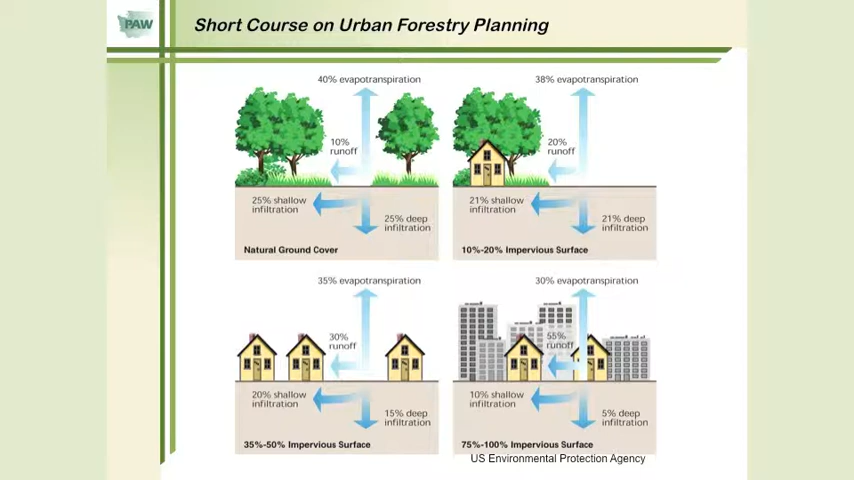 PAW
Short Course on Urban Forestry Planning
40% evapotranspiration
10%
runoff
25% shallow
infiltration
25% deep
infiltration
Natural Ground Cover
38% evapotranspiration
20%
runoff
21% shallow
infiltration
21% deep
infiltration
10%-20% Impervious Surface
35% evapotranspiration
30%
runoff
20% shallow
infiltration
15% deep
infiltration
35%-50% Impervious Surface
30% evapotranspiration
55%
runoff
10% shallow
infiltration
5% deep
infiltration
75%-100% Impervious Surface
US Environmental Protection Agency